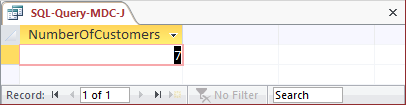 SQL-Query-MDC-J
NumberOfCustomers
7
Record: 1 of 1 No Filter Search